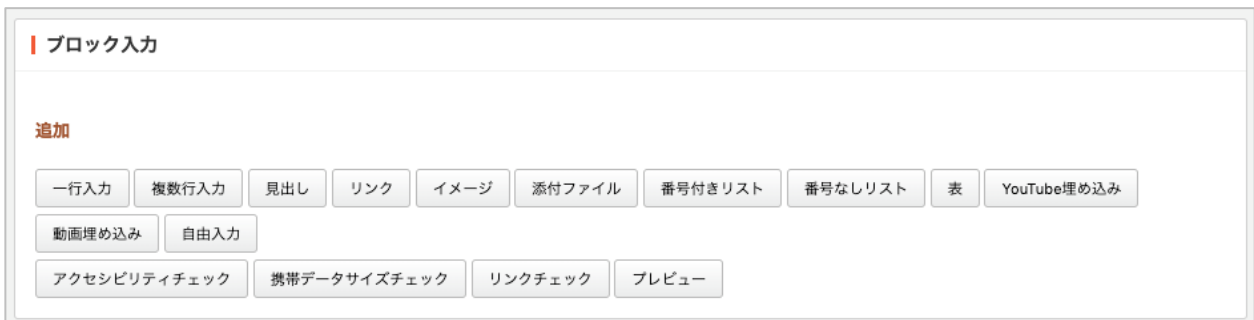 ブロック入力
追加
一行入力 複数行入力 見出し リンク イメージ 添付ファイル 番号付きリスト 番号なしリスト 表 YouTube埋め込み
動画埋め込み 自由入力
アクセシビリティチェック 携帯データサイズチェック リンクチェック プレビュー